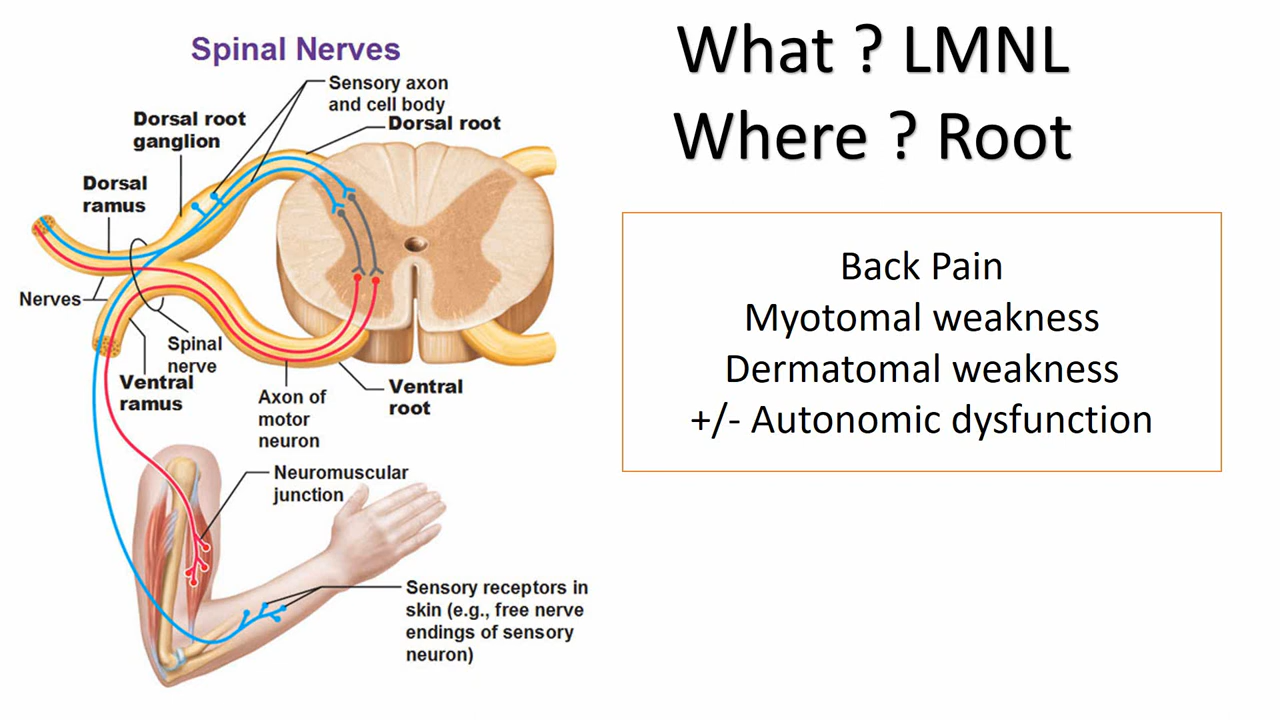 Spinal Nerves
Sensory axon
and cell body
Dorsal root
ganglion
Dorsal root
Dorsal
ramus
Nerves
Spinal
nerve
Ventral
ramus
Axon of
motor
neuron
Ventral
root
Neuromuscular
junction
Sensory receptors in
skin (e.g., free nerve
endings of sensory
neuron)
What ? LMNL
Where ? Root
Back Pain
Myotomal weakness
Dermatomal weakness
+/- Autonomic dysfunction